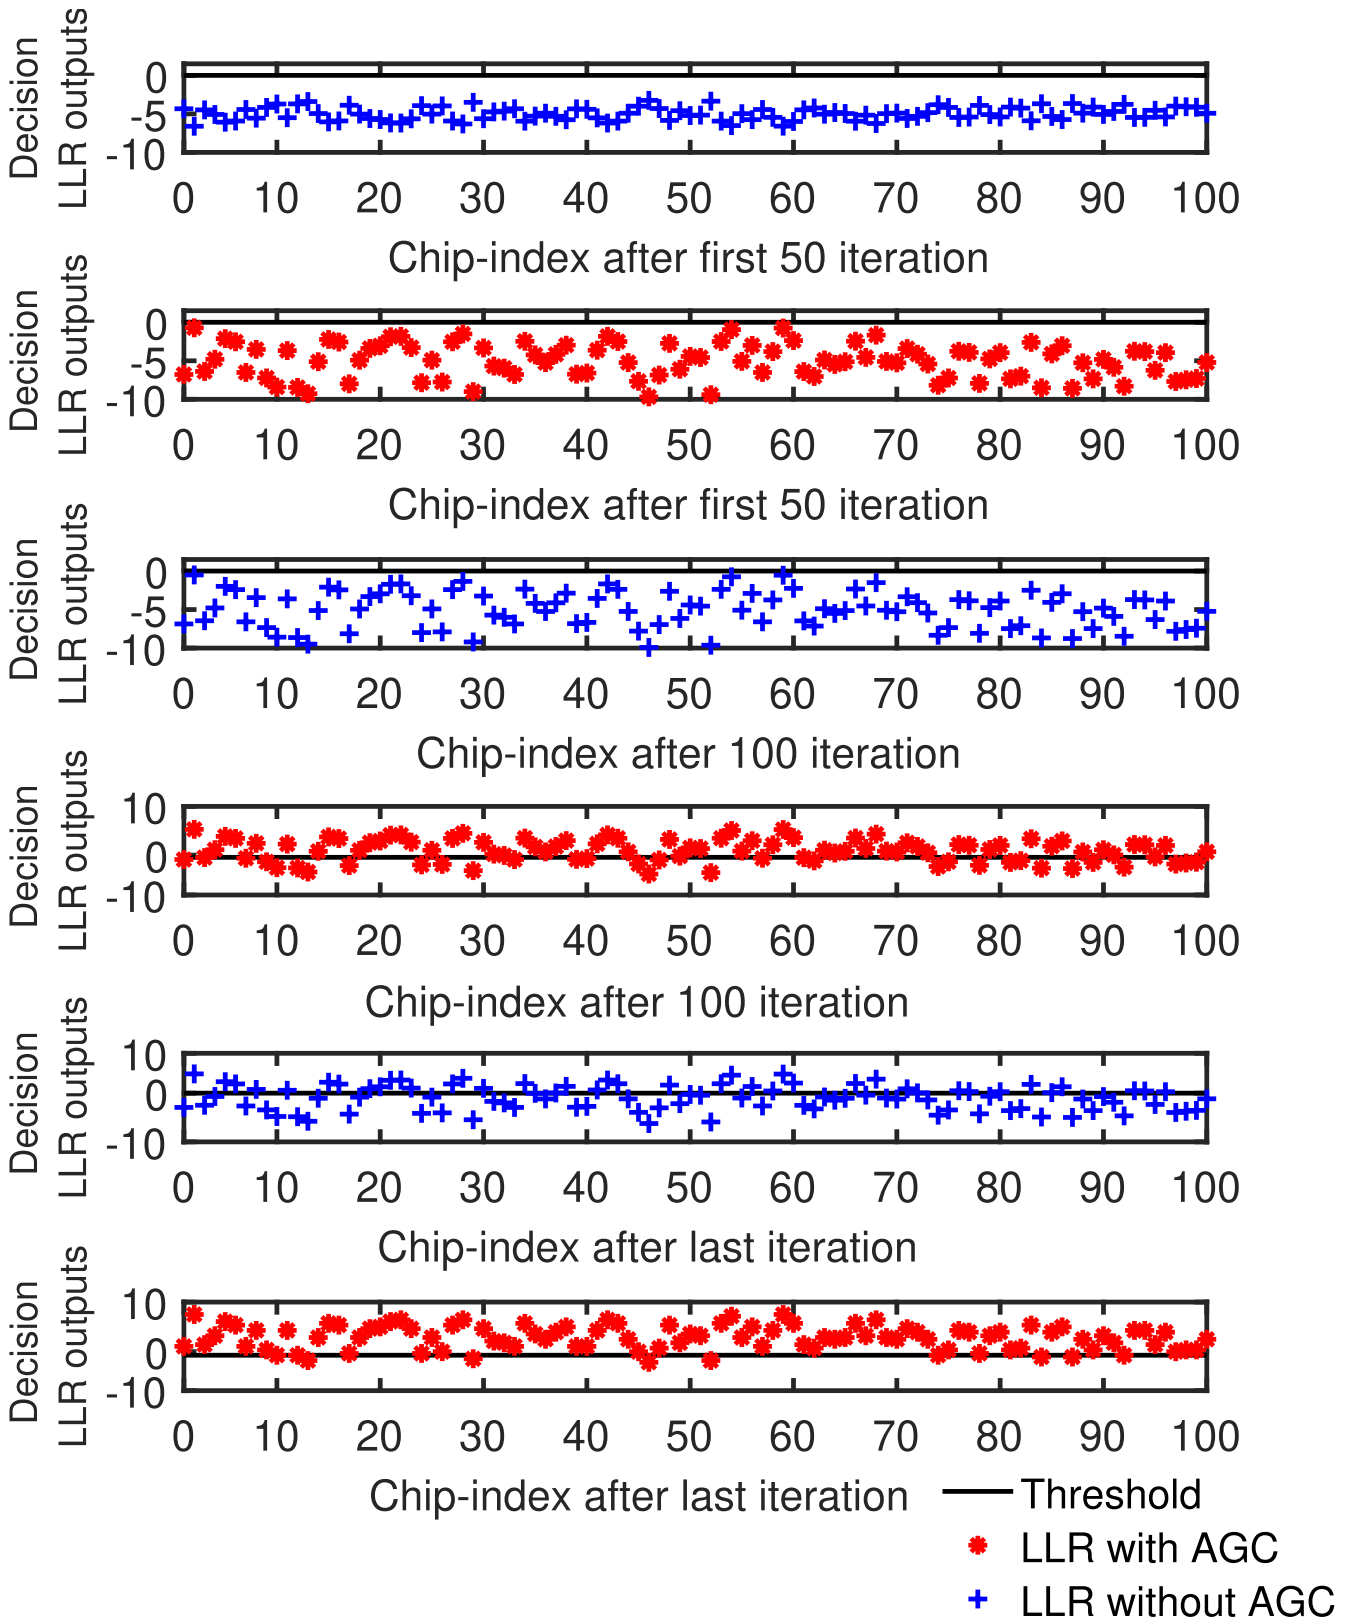 Decision
LLR outputs
0
-5
-10
0 10 20 30 40 50 60 70 80 90 100
Chip-index after first 50 iteration
Decision
LLR outputs
0
-5
-10
0 10 20 30 40 50 60 70 80 90 100
Chip-index after first 50 iteration
Decision
LLR outputs
0
-5
-10
0 10 20 30 40 50 60 70 80 90 100
Chip-index after 100 iteration
Decision
LLR outputs
10
0
-10
0 10 20 30 40 50 60 70 80 90 100
Chip-index after 100 iteration
Decision
LLR outputs
10
0
-10
0 10 20 30 40 50 60 70 80 90 100
Chip-index after last iteration
Decision
LLR outputs
10
0
-10
0 10 20 30 40 50 60 70 80 90 100
Chip-index after last iteration
Threshold
LLR with AGC
LLR without AGC